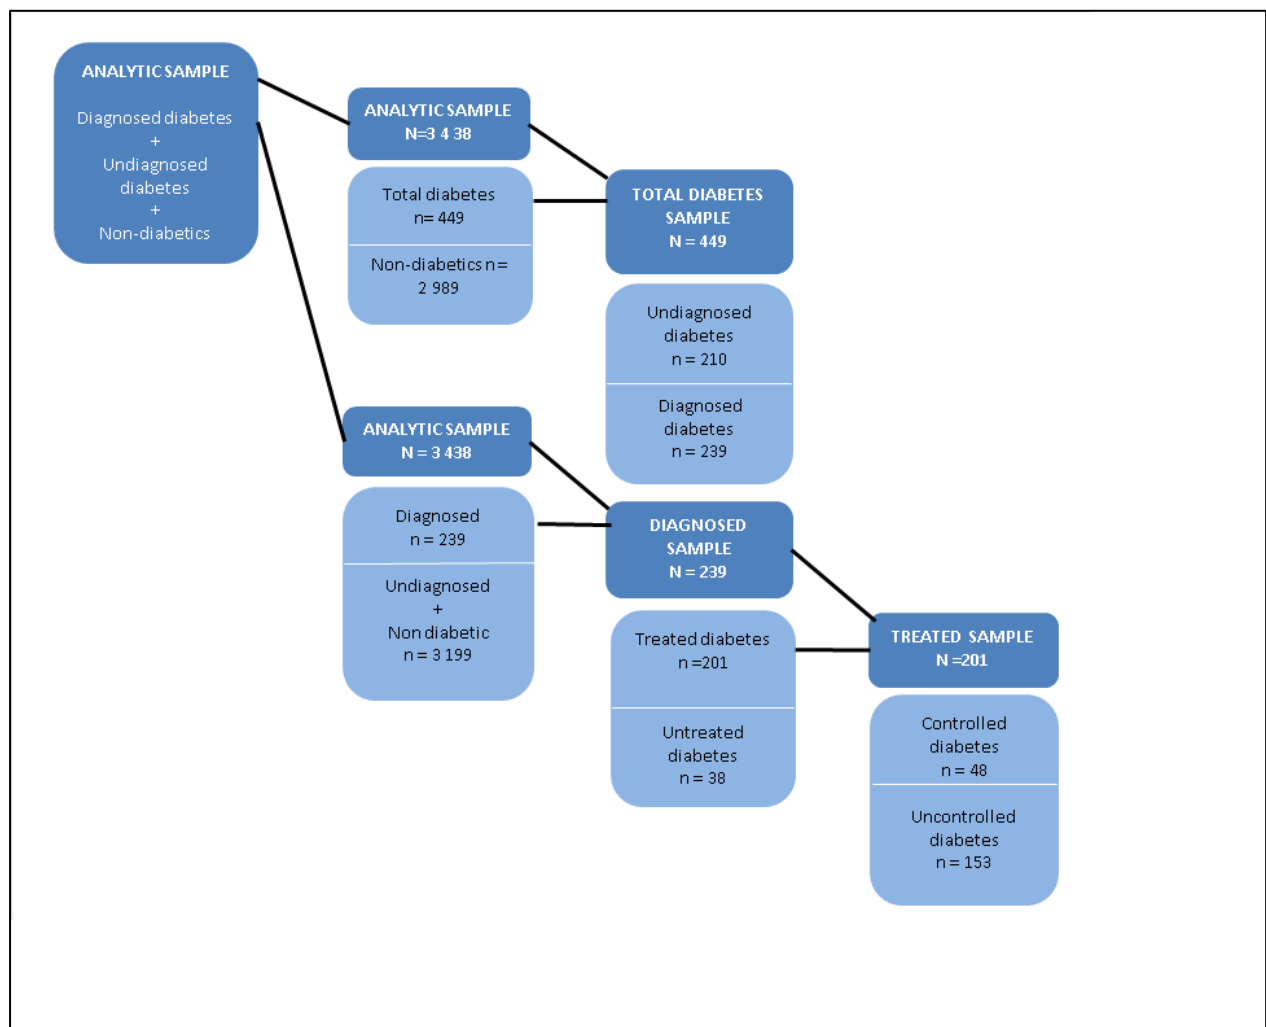 ANALYTIC SAMPLE
Diagnosed diabetes
+
Undiagnosed
diabetes
+
Non-diabetics
ANALYTIC SAMPLE
N=3 4 38
Total diabetes
n= 449
Non-diabetics n=
2 989
TOTAL DIABETES
SAMPLE
N = 449
Undiagnosed
diabetes
n = 210
Diagnosed
diabetes
n = 239
ANALYTIC SAMPLE
N = 3 438
Diagnosed
n = 239
Undiagnosed
+
Non diabetic
n = 3 199
DIAGNOSED
SAMPLE
N = 239
Treated diabetes
n =201
Untreated
diabetes
n = 38
TREATED SAMPLE
N =201
Controlled
diabetes
n = 48
Uncontrolled
diabetes
n = 153